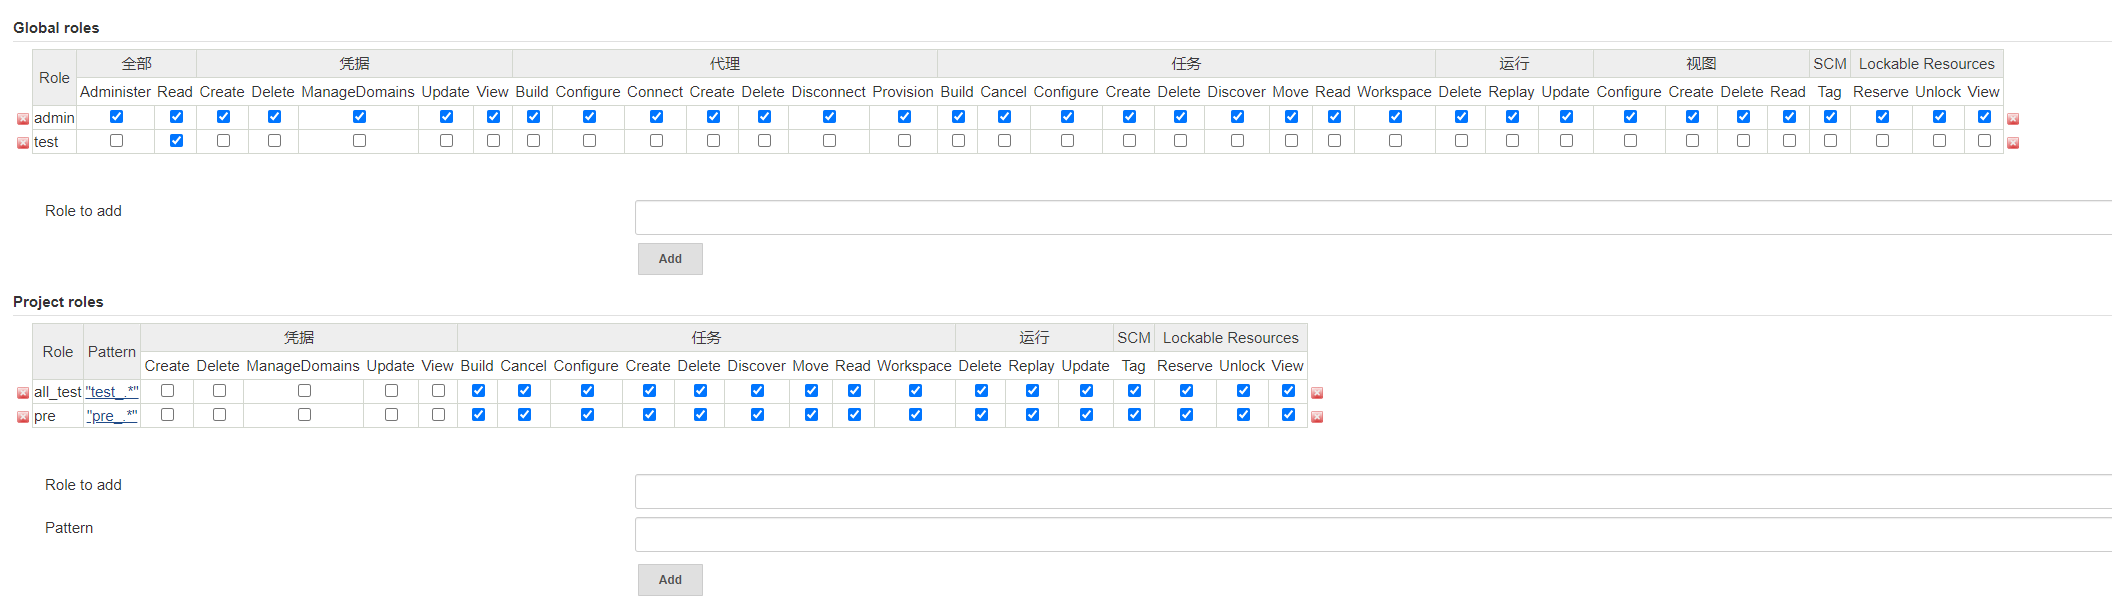 Global roles
Role 全部 凭据 代理 任务 运行 视图 SCM Lockable Resources
Administer Read Create Delete ManageDomains Update View Build Configure Connect Create Delete Disconnect Provision Build Cancel Configure Create Delete Discover Move Read Workspace Delete Replay Update Configure Create Delete Read Tag Reserve Unlock View
admin
test
Role to add
Add
Project roles
Role Pattern 凭据 任务 运行 SCM Lockable Resources
Create Delete ManageDomains Update View Build Cancel Configure Create Delete Discover Move Read Workspace Delete Replay Update Tag Reserve Unlock View
all_test "test_.*"
pre "pre_.*"
Role to add
Pattern
Add